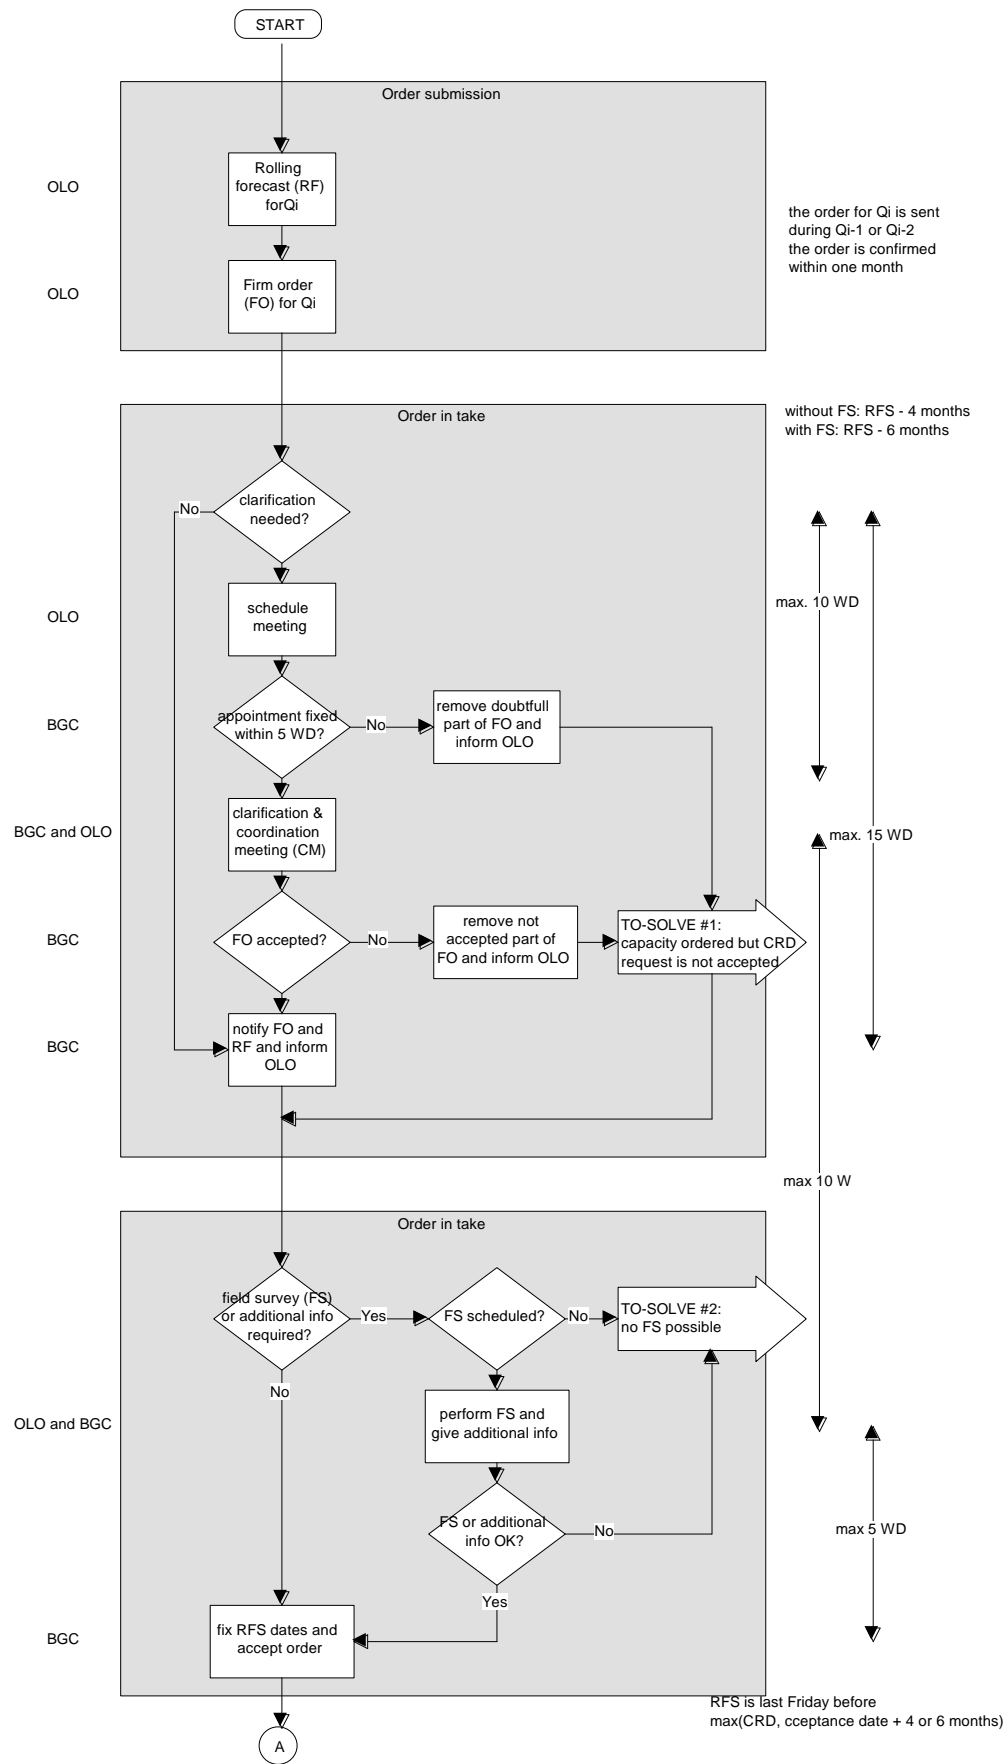 START
Order submission
OLO
Rolling
forecast (RF)
forQi
the order for Qi is sent
during Qi-1 or Qi-2
the order is confirmed
within one month
OLO
Firm order
(FO) for Qi
Order in take
without FS: RFS - 4 months
with FS: RFS - 6 months
clarification
needed?
No
OLO
schedule
meeting
max. 10 WD
BGC
appointment fixed
within 5 WD?
No
remove doubtfull
part of FO and
inform OLO
BGC and OLO
clarification &
coordination
meeting (CM)
max. 15 WD
BGC
FO accepted?
No
remove not
accepted part of
FO and inform OLO
TO-SOLVE #1:
capacity ordered but CRD
request is not accepted
BGC
notify FO and
RF and inform
OLO
max 10 W
Order in take
field survey (FS)
or additional info
required?
Yes
FS scheduled?
No
TO-SOLVE #2:
no FS possible
No
OLO and BGC
perform FS and
give additional info
FS or additional
info OK?
No
max 5 WD
Yes
BGC
fix RFS dates and
accept order
RFS is last Friday before
max(CRD, cceptance date + 4 or 6 months)
A